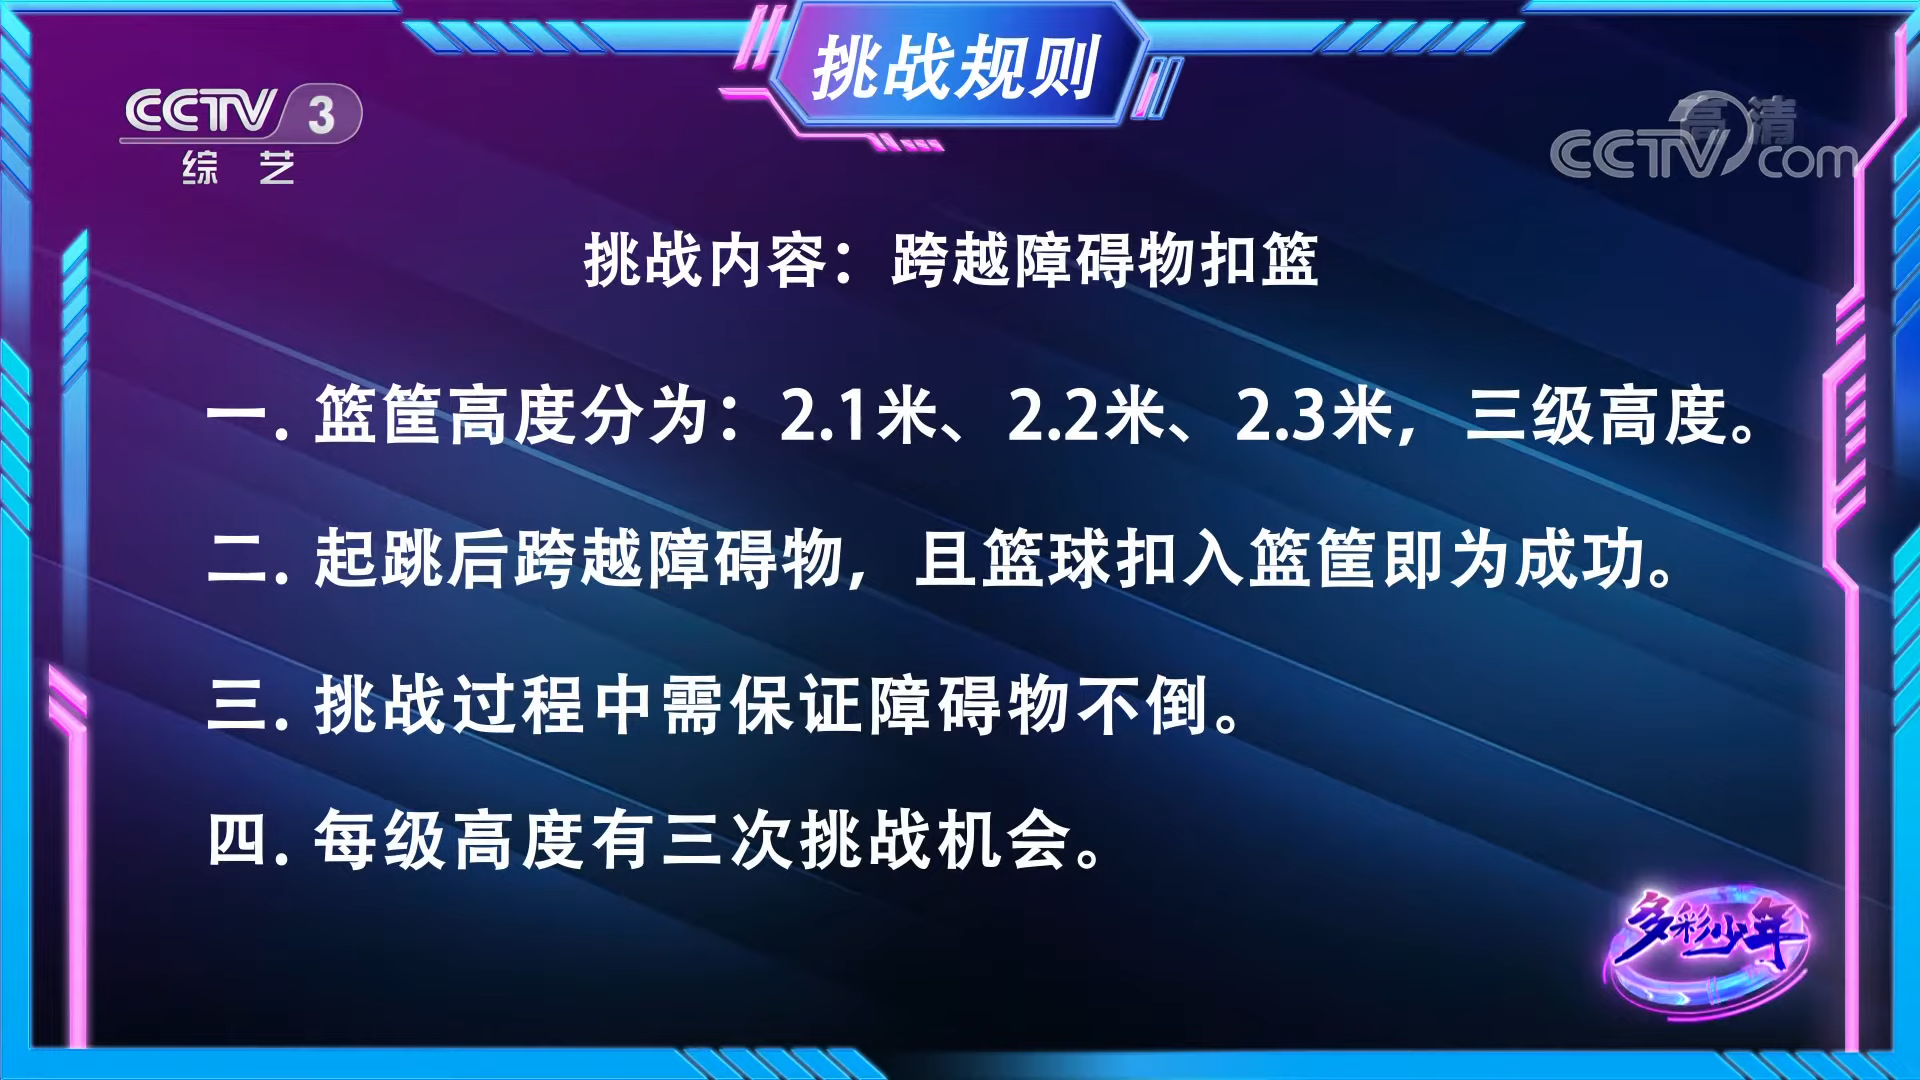 挑战规则
CCTV 3
综艺
高清
CCTV.com
挑战内容：跨越障碍物扣篮
一. 篮筐高度分为：2.1米、2.2米、2.3米，三级高度。
二. 起跳后跨越障碍物，且篮球扣入篮筐即为成功。
三. 挑战过程中需保证障碍物不倒。
四. 每级高度有三次挑战机会。
多彩少年